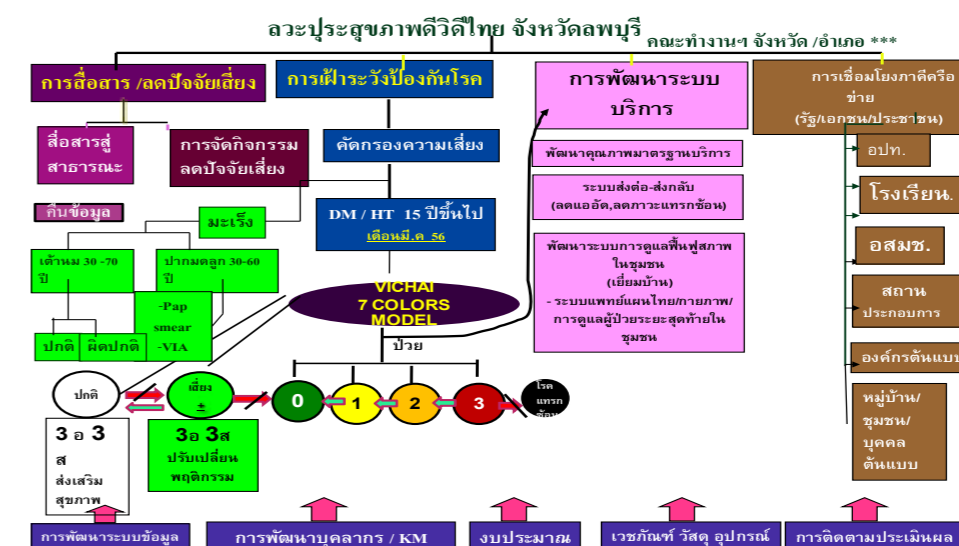 ลวะปุระสุขภาพดีวิถีไทย จังหวัดลพบุรี
คณะทำงานฯ จังหวัด /อำเภอ ***
การสื่อสาร /ลดปัจจัยเสี่ยง
การเฝ้าระวังป้องกันโรค
การพัฒนาระบบ
บริการ
การเชื่อมโยงภาคีเครือ
ข่าย
(รัฐ/เอกชน/ประชาชน)
สื่อสารสู่
สาธารณะ
การจัดกิจกรรม
ลดปัจจัยเสี่ยง
คัดกรองความเสี่ยง
พัฒนาคุณภาพมาตรฐานบริการ
อปท.
คืนข้อมูล
มะเร็ง
DM / HT 15 ปีขึ้นไป
เดือนมี.ค 56
ระบบส่งต่อ-ส่งกลับ
(ลดแออัด,ลดภาวะแทรกซ้อน)
โรงเรียน.
เต้านม 30 -70
ปี
ปากมดลูก 30-60
ปี
พัฒนาระบบการดูแลฟื้นฟูสภาพ
ในชุมชน
(เยี่ยมบ้าน)
- ระบบแพทย์แผนไทย/กายภาพ/
การดูแลผู้ป่วยระยะสุดท้ายใน
ชุมชน
อสมช.
VICHAI
7 COLORS
MODEL
-Pap
smear
-VIA
สถาน
ประกอบการ
ปกติ
ผิดปกติ
ป่วย
องค์กรต้นแบบ
ปกติ
เสี่ยง
±
0
1
2
3
โรค
แทรก
ซ้อน
หมู่บ้าน/
ชุมชน/
บุคคล
ต้นแบบ
3 อ 3
ส
ส่งเสริม
สุขภาพ
3อ 3ส
ปรับเปลี่ยน
พฤติกรรม
การพัฒนาระบบข้อมูล
การพัฒนาบุคลากร / KM
งบประมาณ
เวชภัณฑ์ วัสดุ อุปกรณ์
การติดตามประเมินผล